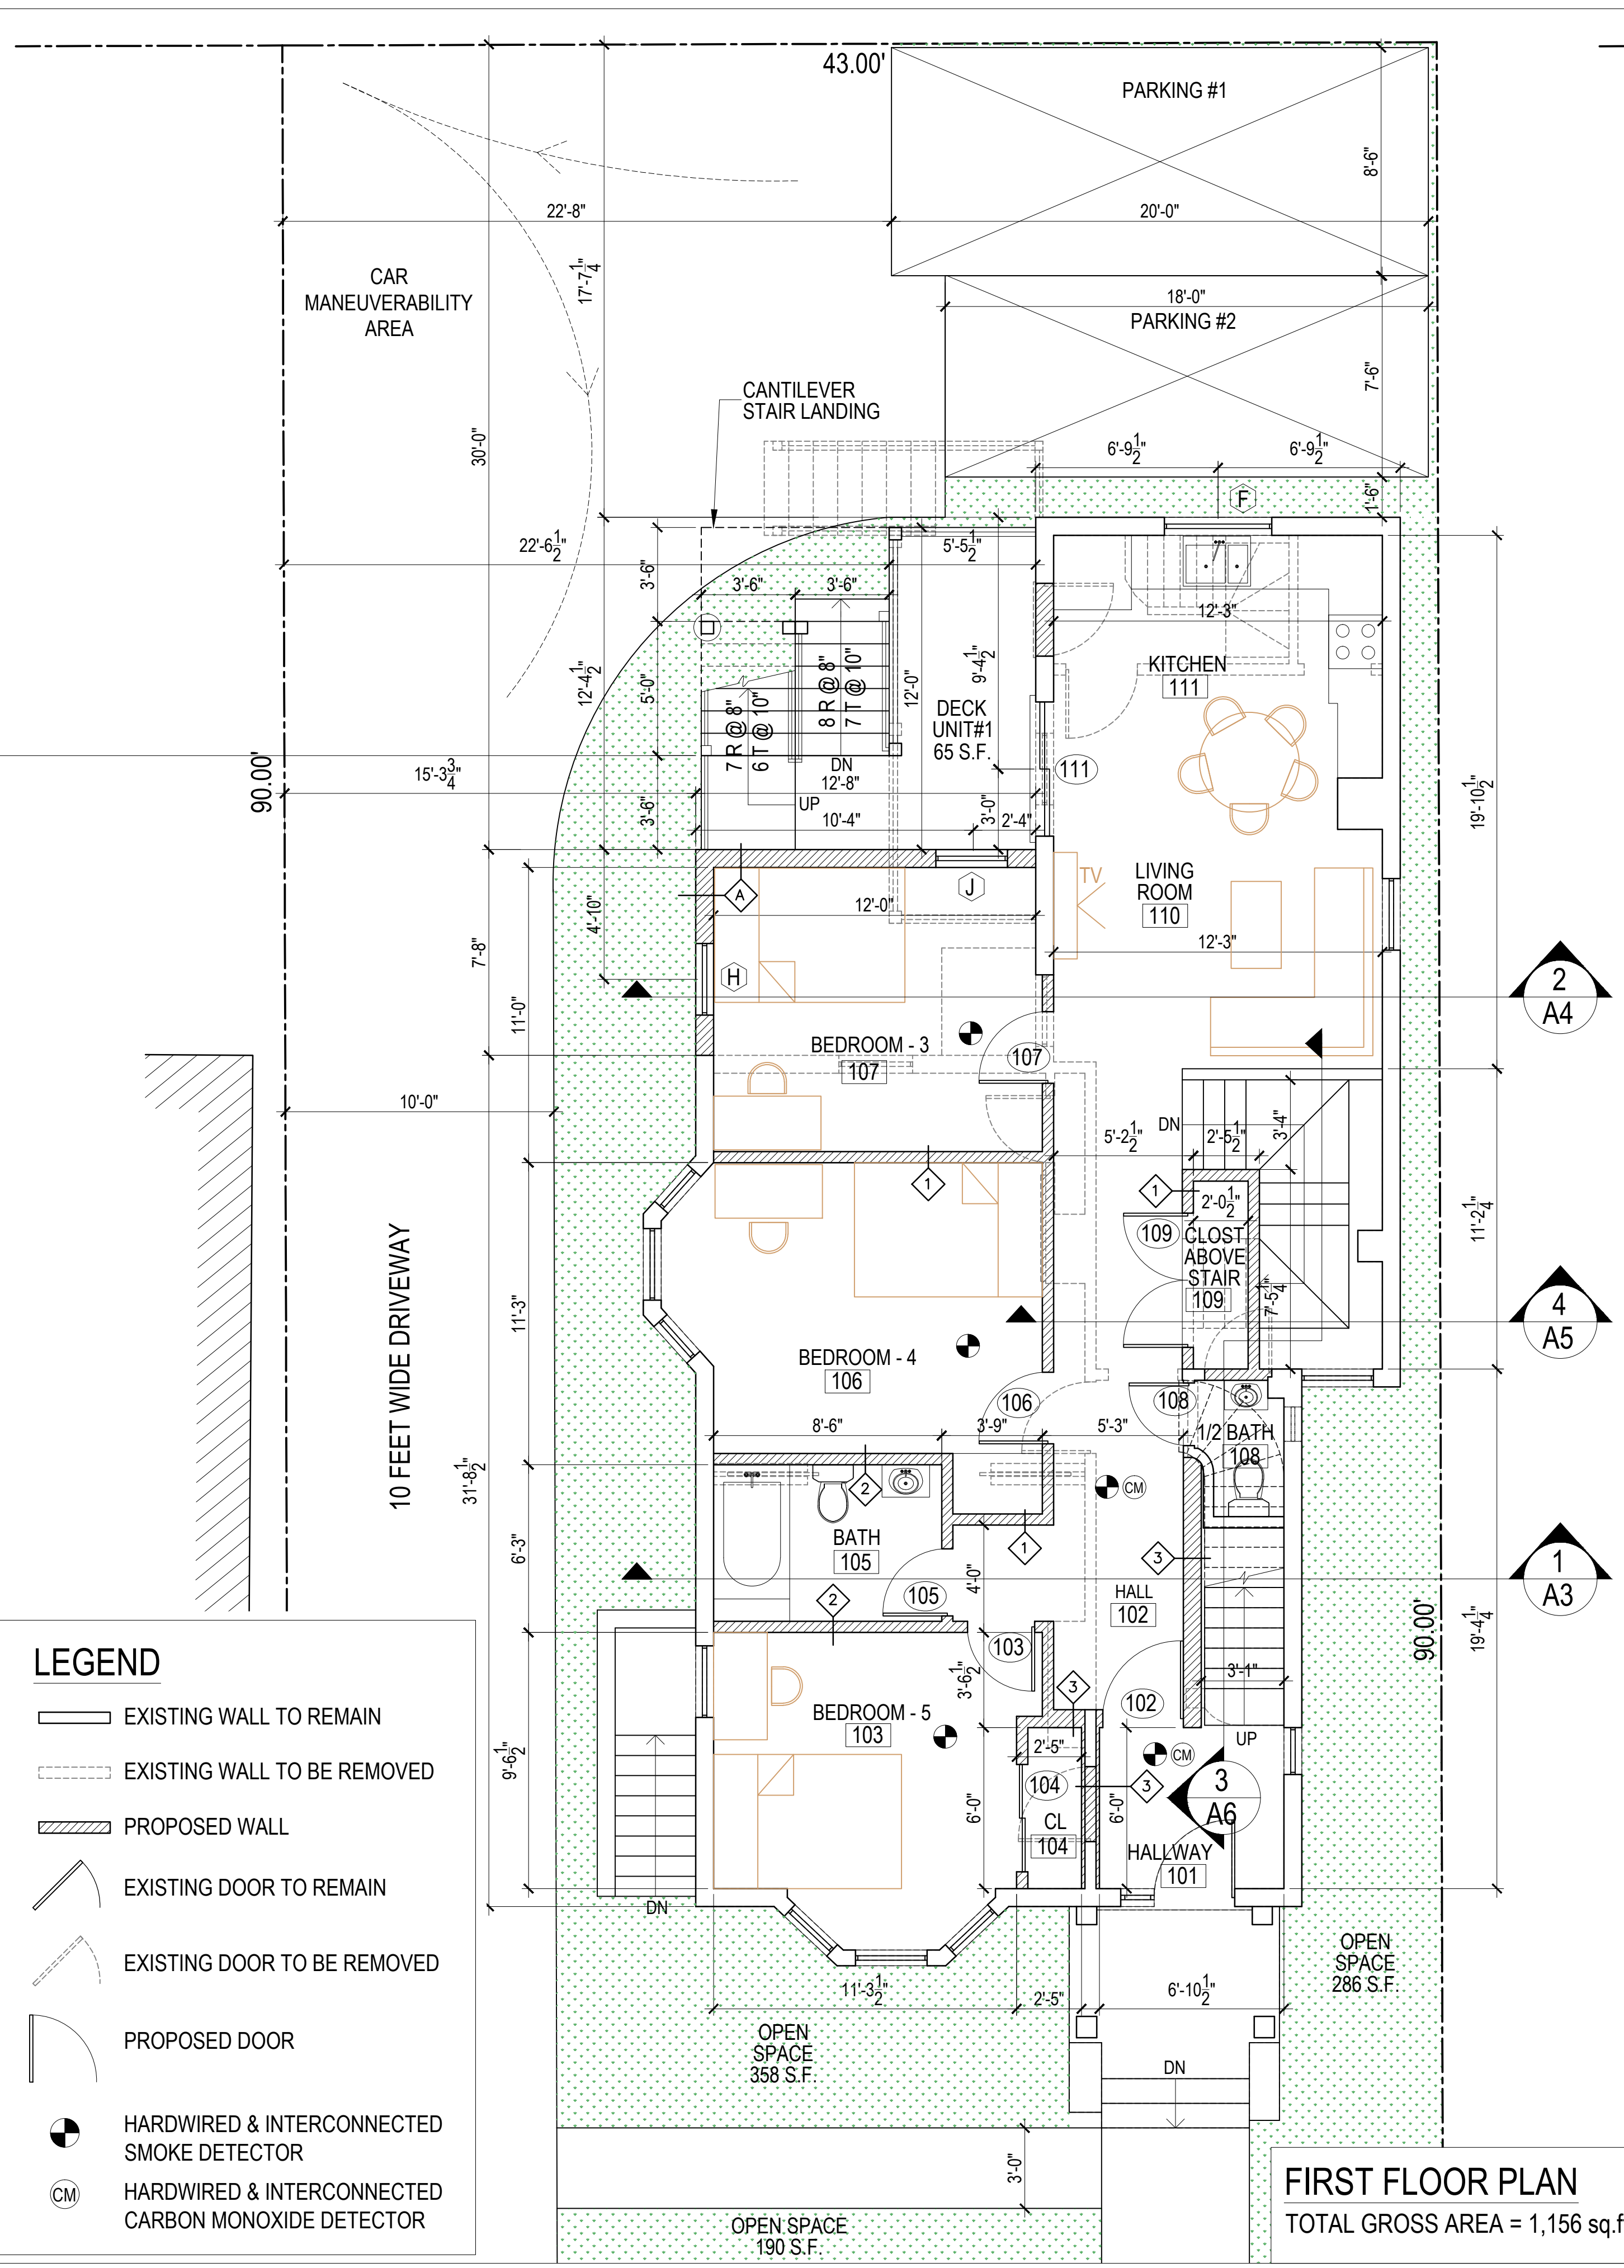 43.00'
PARKING #1
8'-6"
22'-8"
20'-0"
17'-7 1/4"
CAR
MANEUVERABILITY
AREA
18'-0"
PARKING #2
7'-6"
CANTILEVER
STAIR LANDING
30'-0"
6'-9 1/2"
6'-9 1/2"
1'-6"
F
22'-6 1/2"
5'-5 1/2"
3'-6"
3'-6"
3'-6"
12'-3"
KITCHEN
111
12'-4 1/2"
5'-0"
8 R @ 8"
7 T @ 10"
7 R @ 8"
6 T @ 10"
12'-0"
9'-4 1/2"
DECK
UNIT#1
65 S.F.
111
90.00'
15'-3 3/4"
DN
12'-8"
UP
3'-6"
10'-4"
3'-0"
2'-4"
19'-10 1/2"
A
J
TV
LIVING
ROOM
110
12'-0"
4'-10"
12'-3"
7'-8"
H
2
A4
11'-0"
BEDROOM - 3
107
107
10'-0"
5'-2 1/2"
DN
2'-5 1/2"
3'-4"
1
1
2'-0 1/2"
109
CLOST
ABOVE
STAIR
109
7'-5 1/4"
11'-2 1/4"
10 FEET WIDE DRIVEWAY
11'-3"
4
A5
BEDROOM - 4
106
106
108
8'-6"
3'-9"
5'-3"
1/2 BATH
108
31'-8 1/2"
2
CM
6'-3"
BATH
105
1
3
1
A3
105
2
4'-0"
HALL
102
90.00'
19'-4 1/4"
103
3'-6 1/2"
3'-1"
3
102
BEDROOM - 5
103
UP
9'-6 1/2"
2'-5"
CM
104
3
3
A6
6'-0"
6'-0"
CL
104
HALLWAY
101
DN
OPEN
SPACE
286 S.F.
11'-3 1/2"
2'-5"
6'-10 1/2"
OPEN
SPACE
358 S.F.
DN
3'-0"
OPEN SPACE
190 S.F.
LEGEND
EXISTING WALL TO REMAIN
EXISTING WALL TO BE REMOVED
PROPOSED WALL
EXISTING DOOR TO REMAIN
EXISTING DOOR TO BE REMOVED
PROPOSED DOOR
HARDWIRED & INTERCONNECTED
SMOKE DETECTOR
CM
HARDWIRED & INTERCONNECTED
CARBON MONOXIDE DETECTOR
FIRST FLOOR PLAN
TOTAL GROSS AREA = 1,156 sq.f